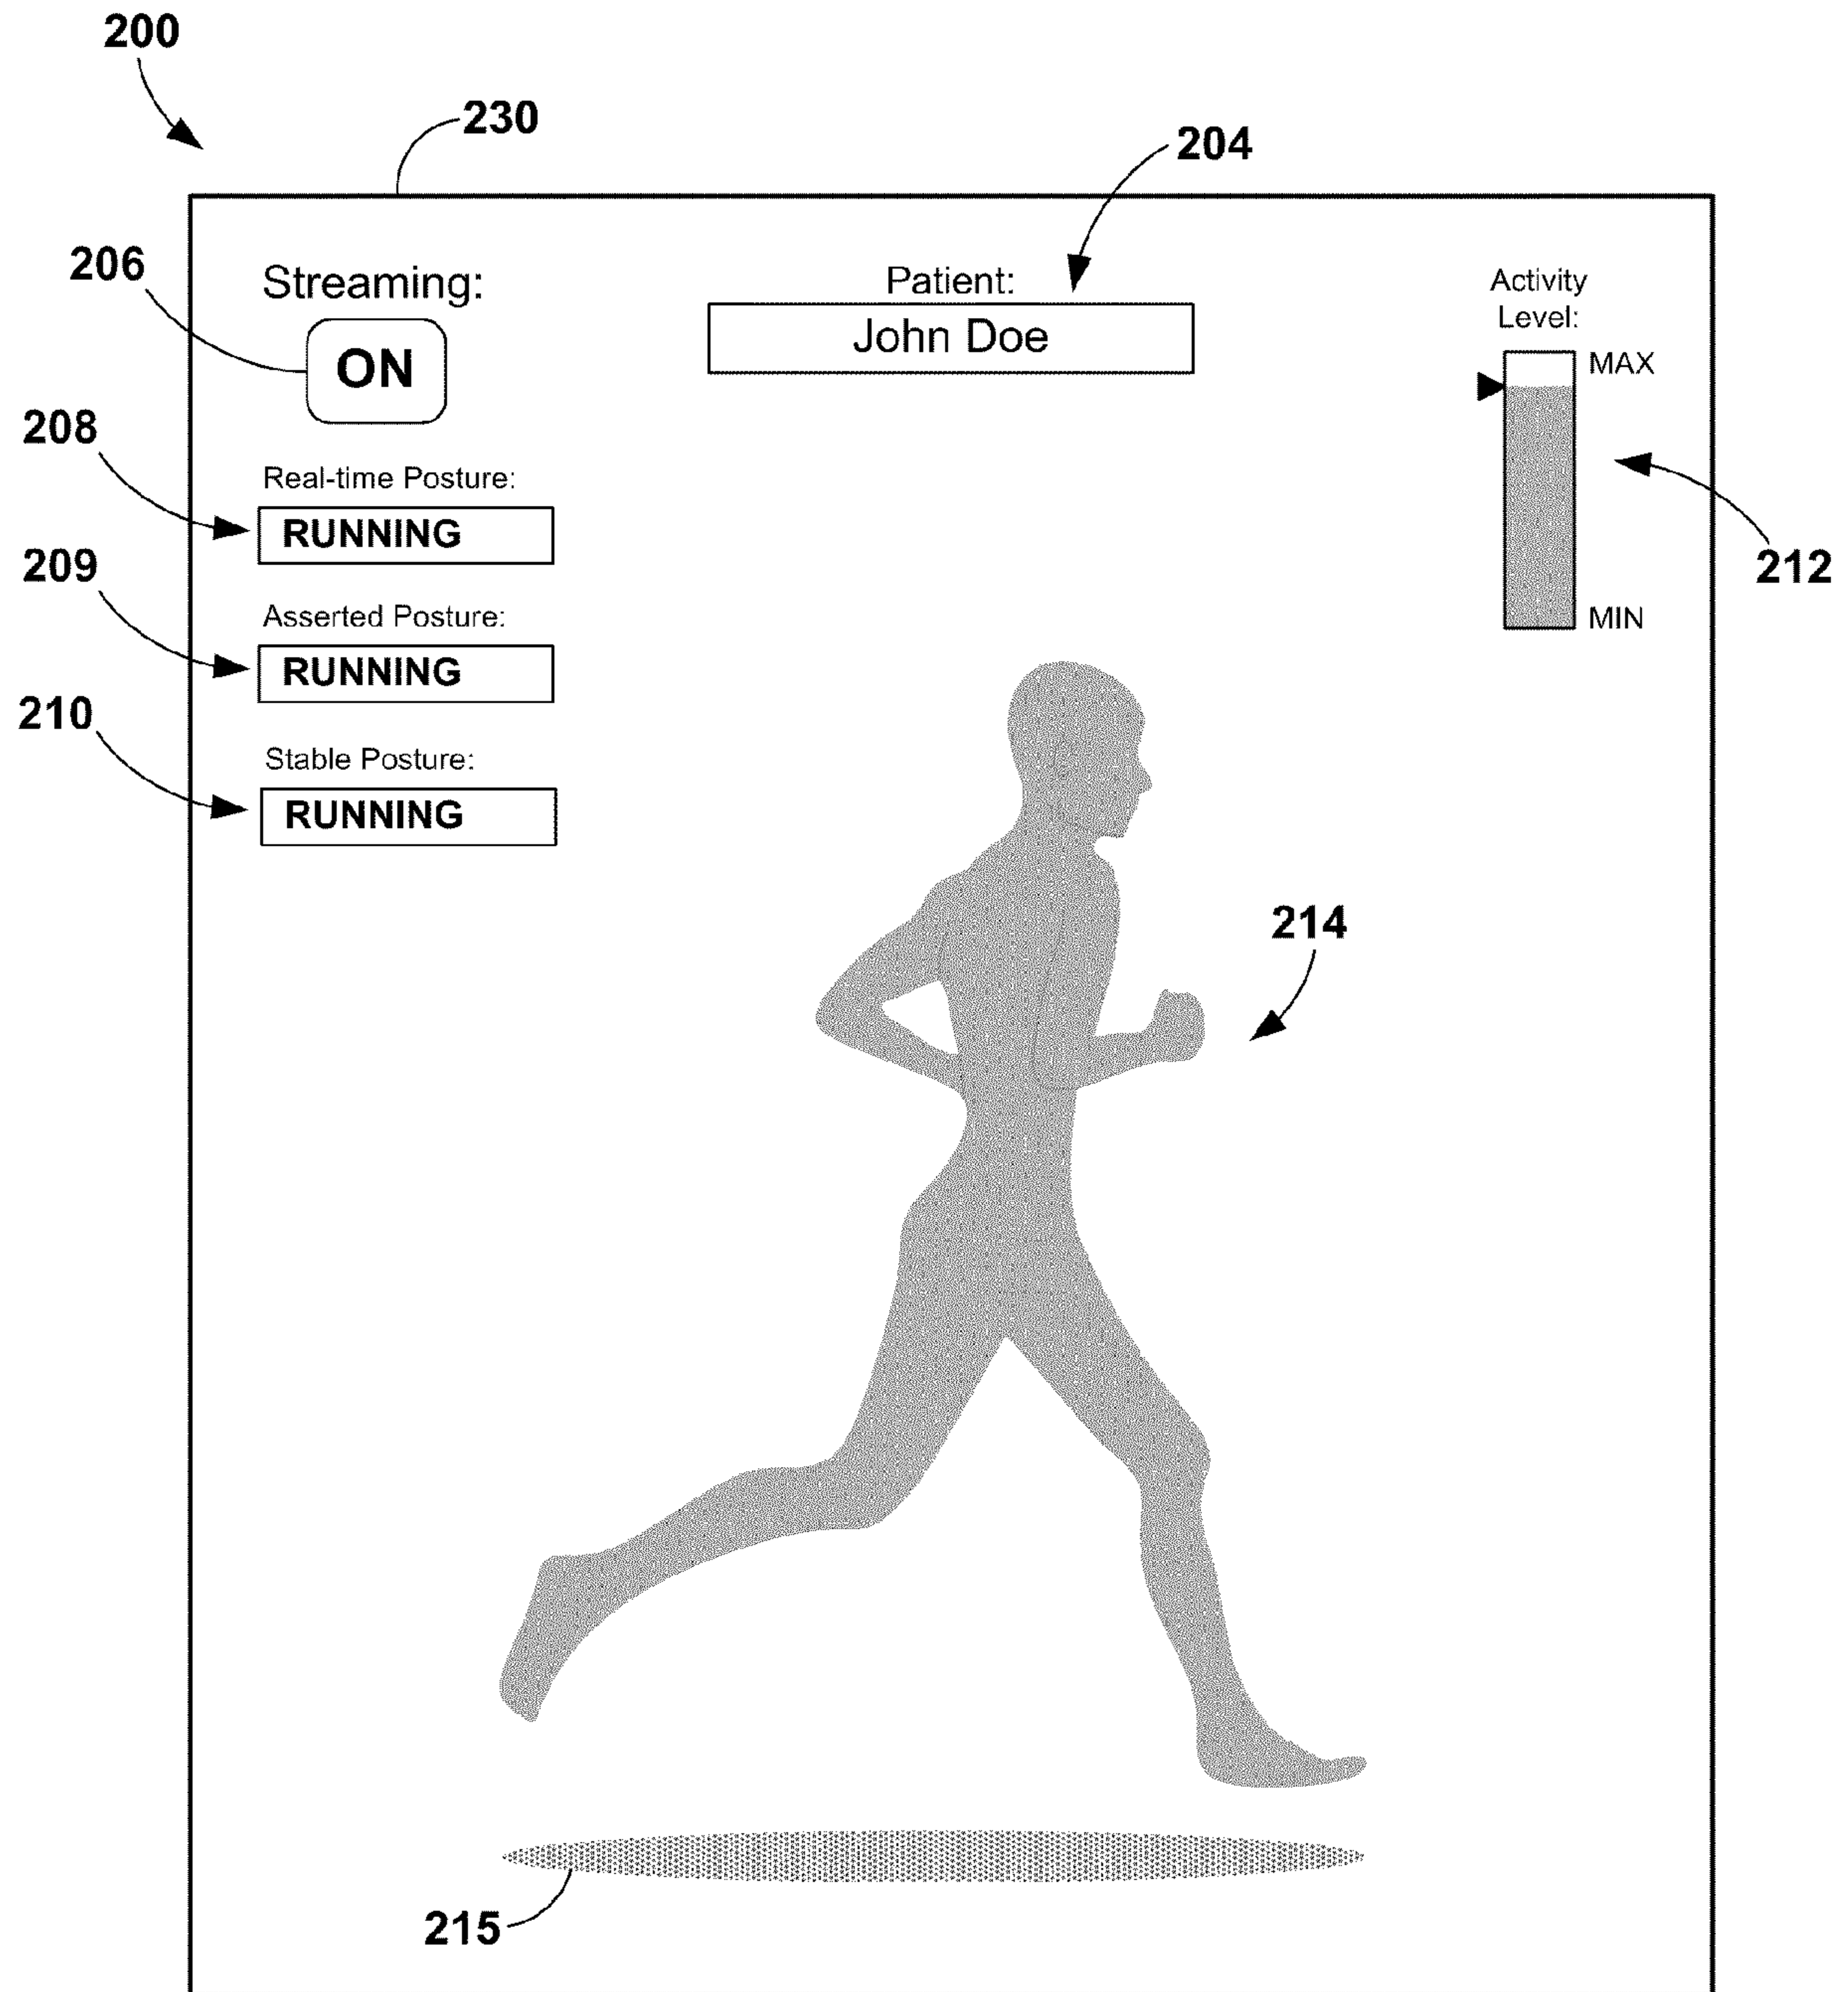 200
230
204
206
Streaming:
ON
Patient:
John Doe
Activity
Level:
MAX
MIN
212
208
Real-time Posture:
RUNNING
209
Asserted Posture:
RUNNING
210
Stable Posture:
RUNNING
214
215